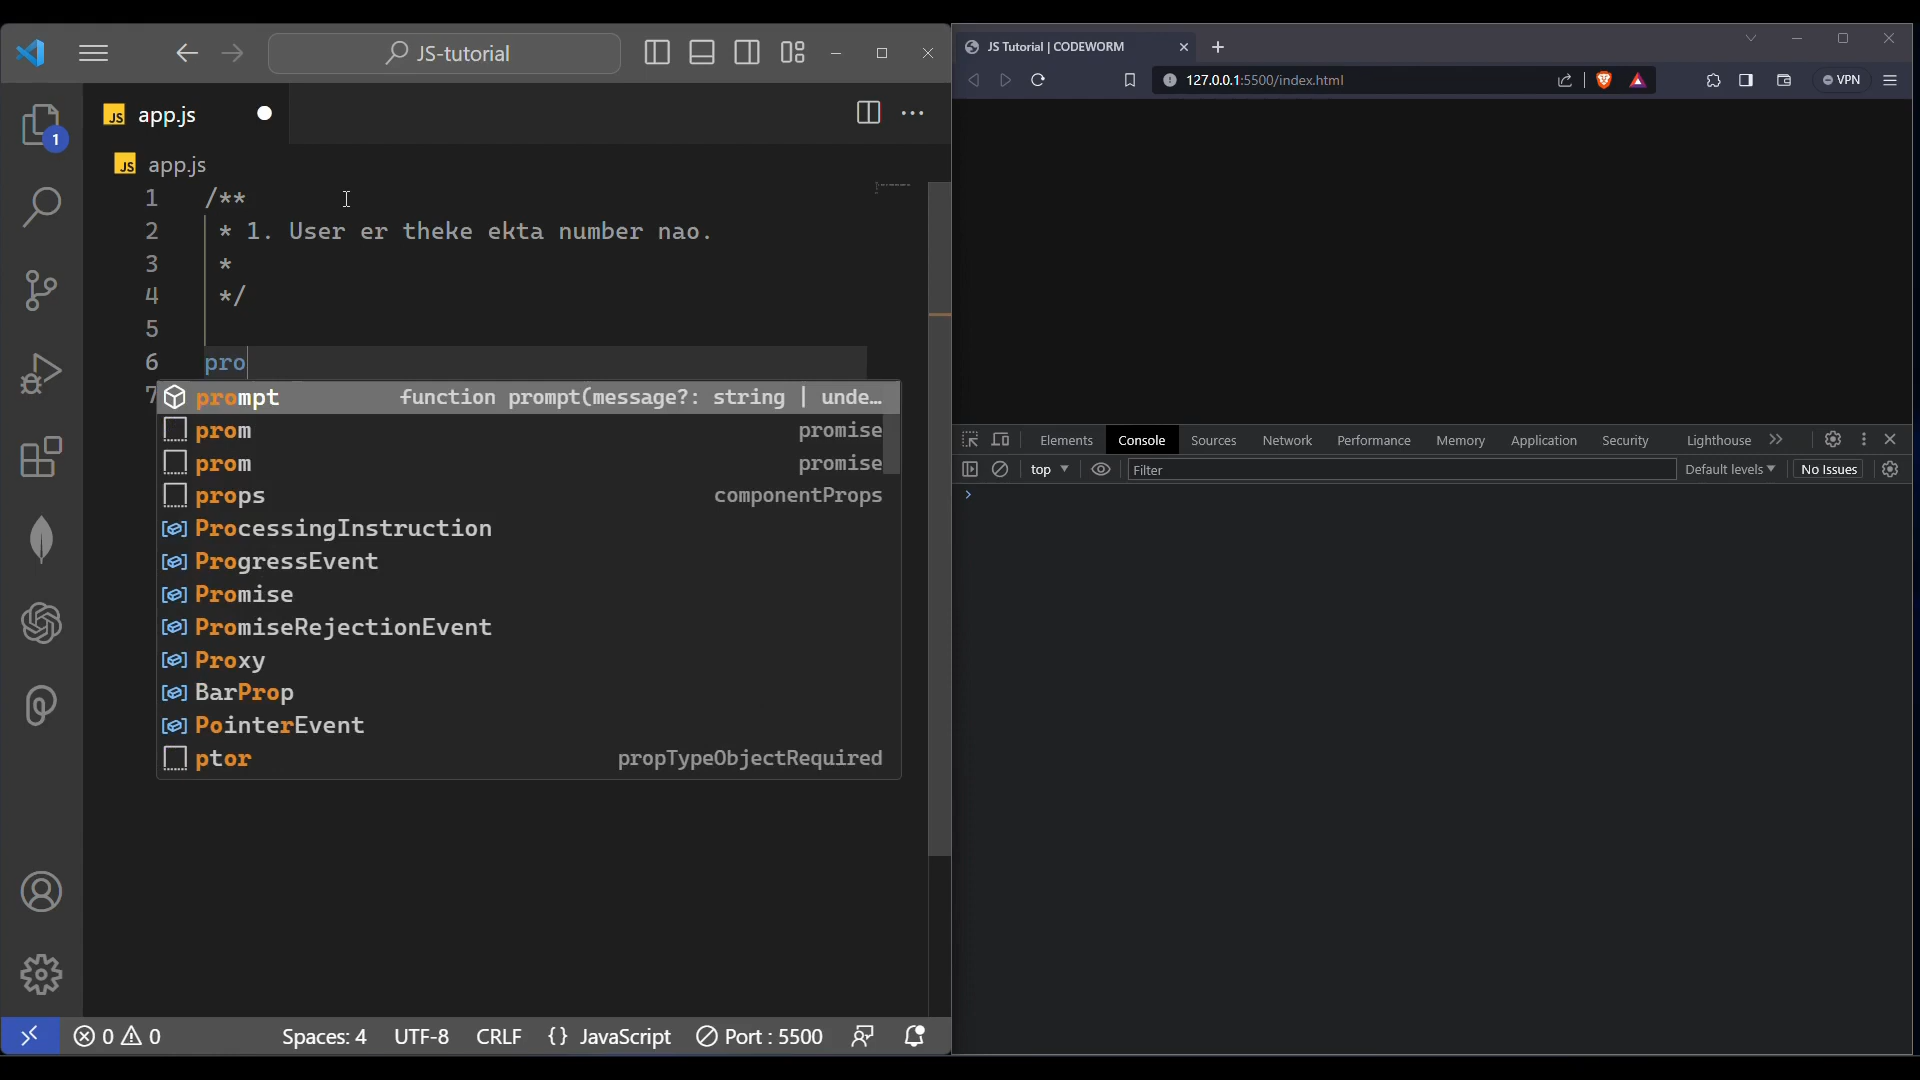 JS-tutorial
1
JS app.js
JS app.js
1 /**
2 * 1. User er theke ekta number nao.
3 *
4 */
5
6 pro
7
prompt function prompt(message?: string | unde…
prom promise
prom promise
props componentProps
ProcessingInstruction
ProgressEvent
Promise
PromiseRejectionEvent
Proxy
BarProp
PointerEvent
ptor propTypeObjectRequired
0 0 Spaces: 4 UTF-8 CRLF {} JavaScript Port : 5500
JS Tutorial | CODEWORM
127.0.0.1:5500/index.html VPN
Elements Console Sources Network Performance Memory Application Security Lighthouse
top Filter Default levels No Issues